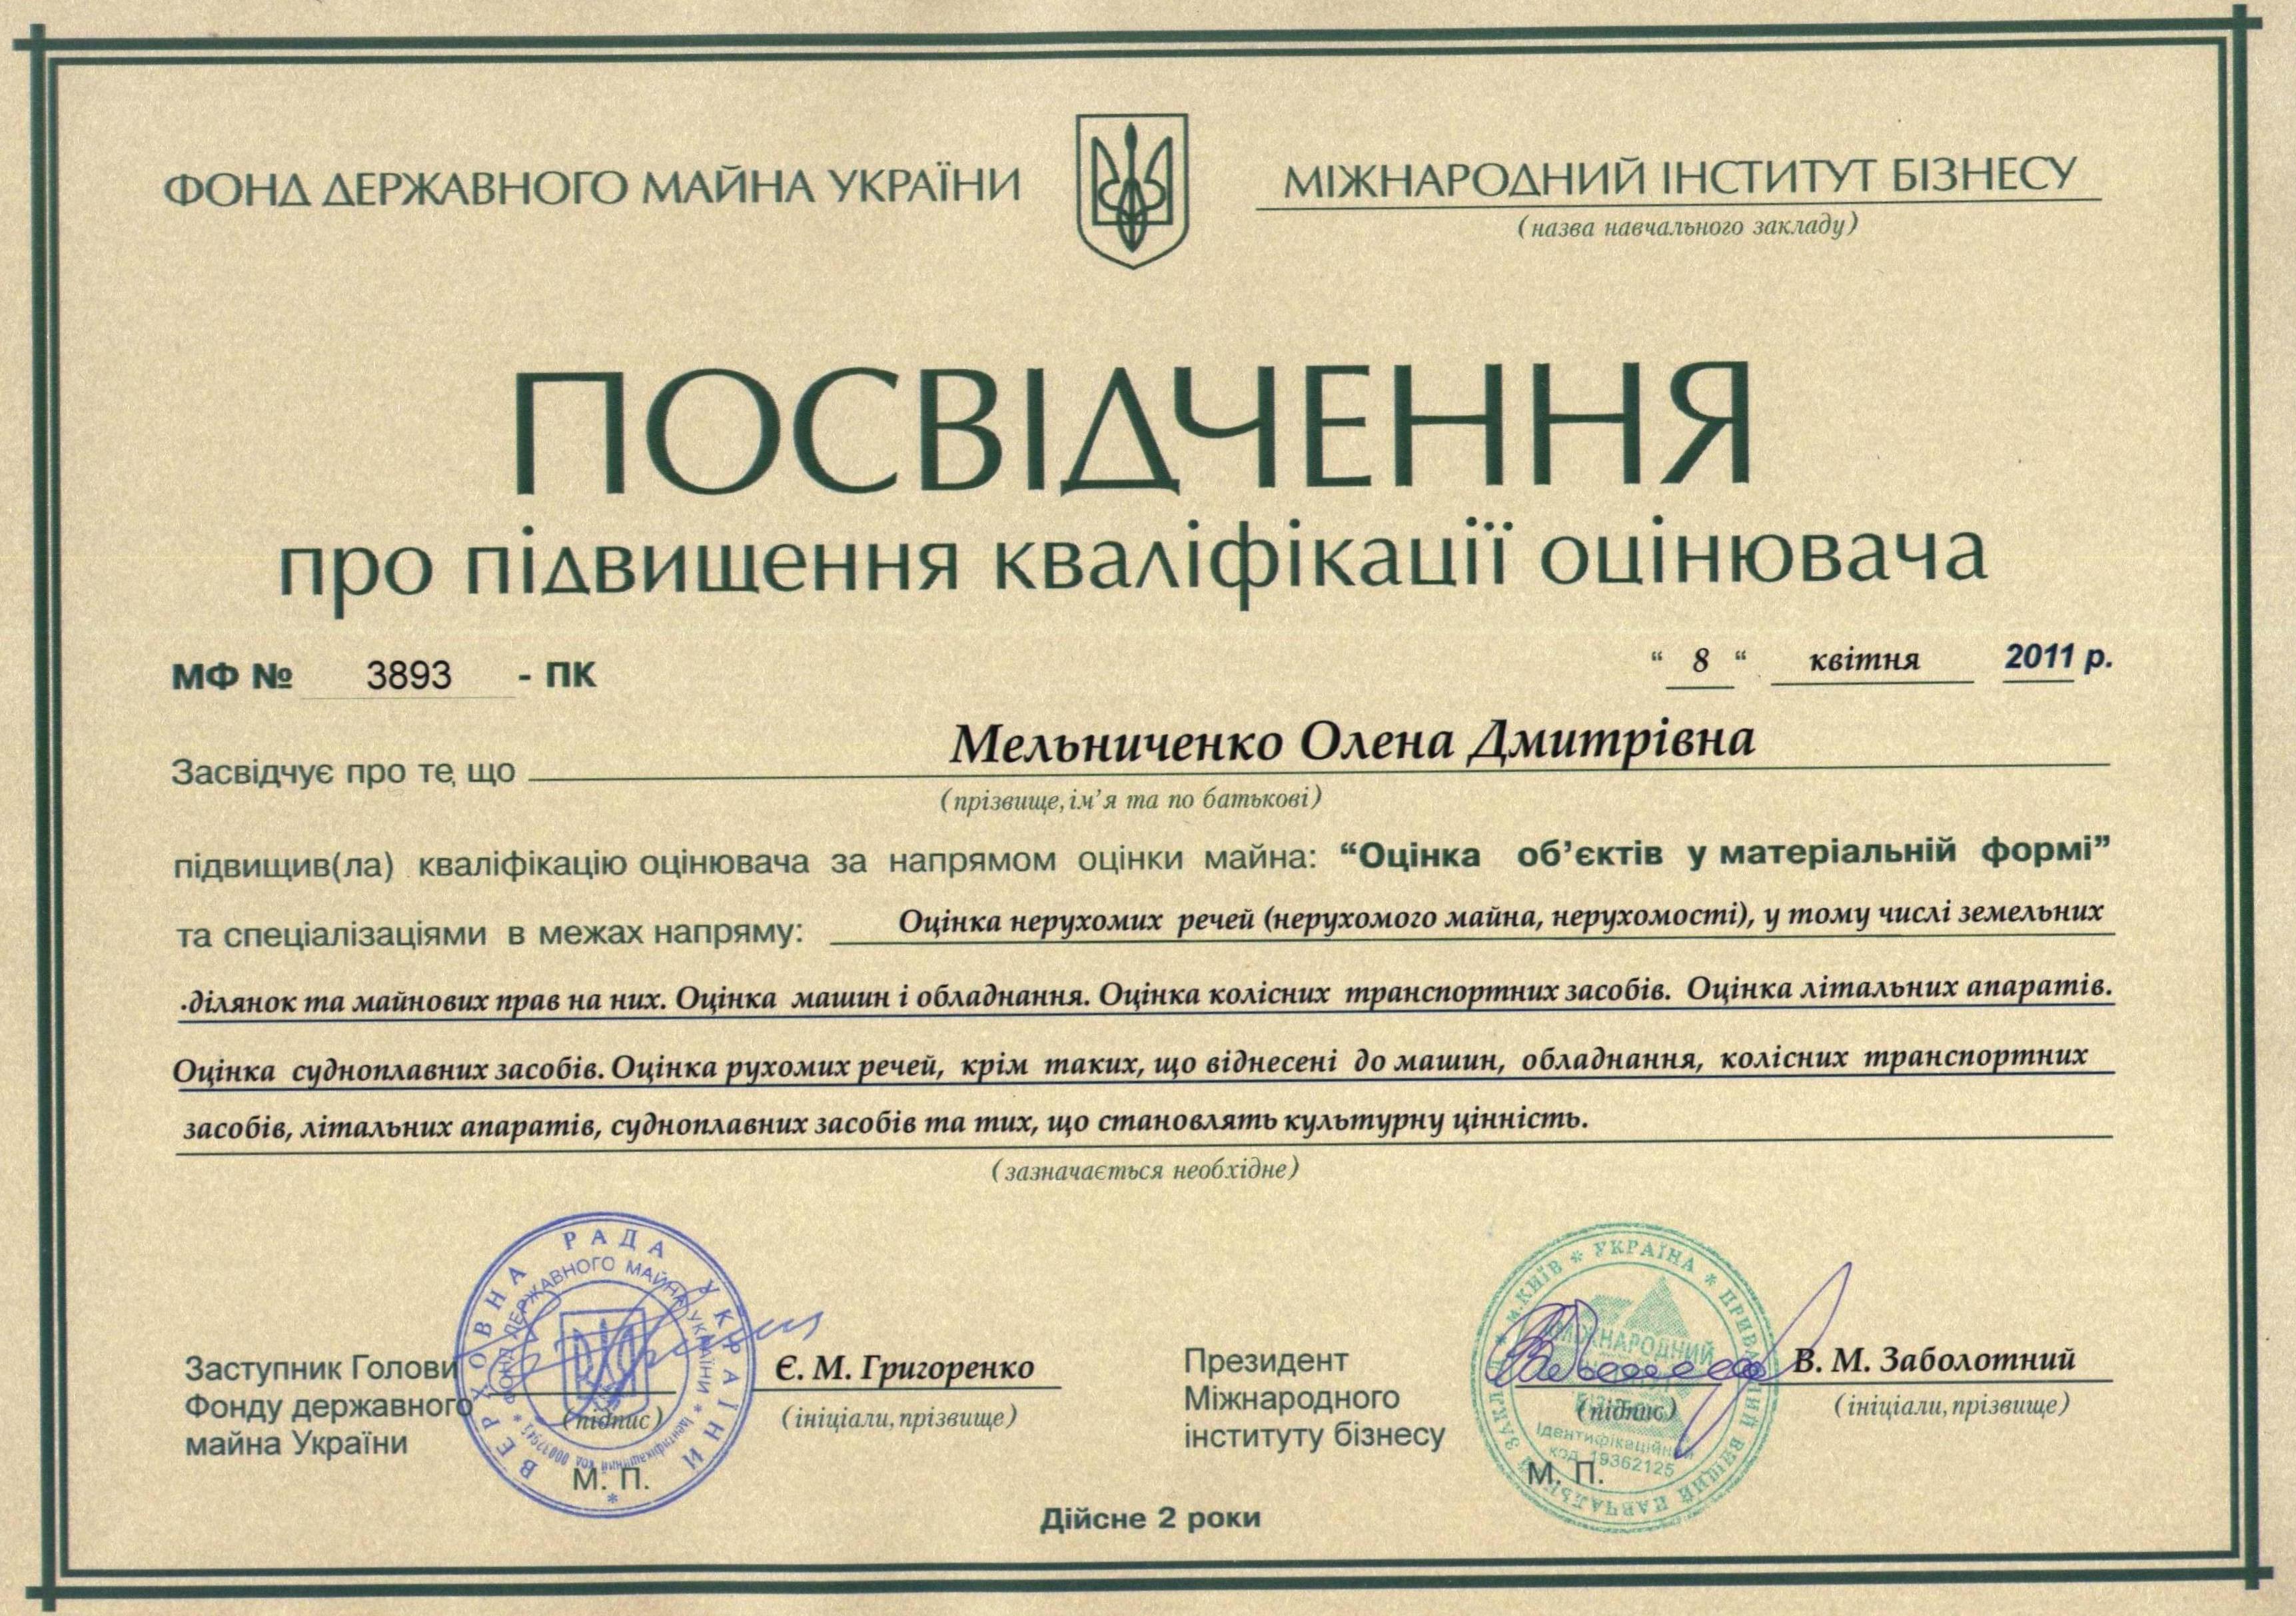 ФОНД ДЕРЖАВНОГО МАЙНА УКРАЇНИ
МІЖНАРОДНИЙ ІНСТИТУТ БІЗНЕСУ
(назва навчального закладу)
ПОСВІДЧЕННЯ
про підвищення кваліфікації оцінювача
МФ № 3893 - ПК
“ 8 “ квітня 2011 р.
Мельниченко Олена Дмитрівна
Засвідчує про те, що
(прізвище, ім’я та по батькові)
підвищив(ла) кваліфікацію оцінювача за напрямом оцінки майна: “Оцінка об’єктів у матеріальній формі”
та спеціалізаціями в межах напряму: Оцінка нерухомих речей (нерухомого майна, нерухомості), у тому числі земельних
ділянок та майнових прав на них. Оцінка машин і обладнання. Оцінка колісних транспортних засобів. Оцінка літальних апаратів.
Оцінка судноплавних засобів. Оцінка рухомих речей, крім таких, що віднесені до машин, обладнання, колісних транспортних
засобів, літальних апаратів, судноплавних засобів та тих, що становлять культурну цінність.
(зазначається необхідне)
Заступник Голови
Фонду державного
майна України
(підпис)
М. П.
Є. М. Григоренко
(ініціали, прізвище)
ВЕРХОВНА РАДА УКРАЇНИ
ФОНД ДЕРЖАВНОГО МАЙНА УКРАЇНИ * Ідентифікаційний код 00032945
Президент
Міжнародного
інституту бізнесу
(підпис)
М. П.
В. М. Заболотний
(ініціали, прізвище)
м.КИЇВ * УКРАЇНА * ПРИВАТНИЙ ВИЩИЙ НАВЧАЛЬНИЙ ЗАКЛАД
МІЖНАРОДНИЙ
Ідентифікаційний
код 19362125
Дійсне 2 роки